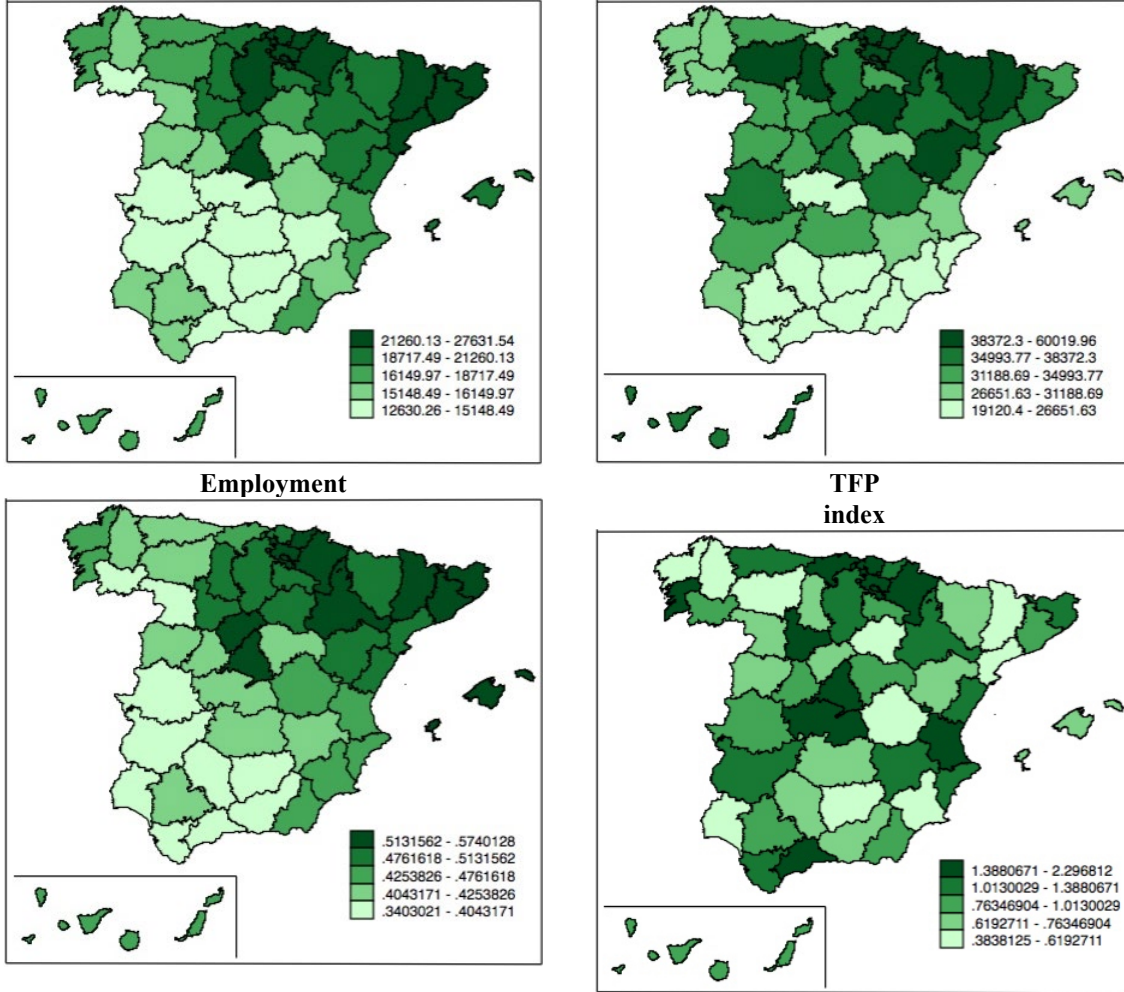 21260.13 - 27631.54
18717.49 - 21260.13
16149.97 - 18717.49
15148.49 - 16149.97
12630.26 - 15148.49
38372.3 - 60019.96
34993.77 - 38372.3
31188.69 - 34993.77
26651.63 - 31188.69
19120.4 - 26651.63
Employment
TFP
index
.5131562 - .5740128
.4761618 - .5131562
.4253826 - .4761618
.4043171 - .4253826
.3403021 - .4043171
1.3880671 - 2.296812
1.0130029 - 1.3880671
.76346904 - 1.0130029
.6192711 - .76346904
.3838125 - .6192711